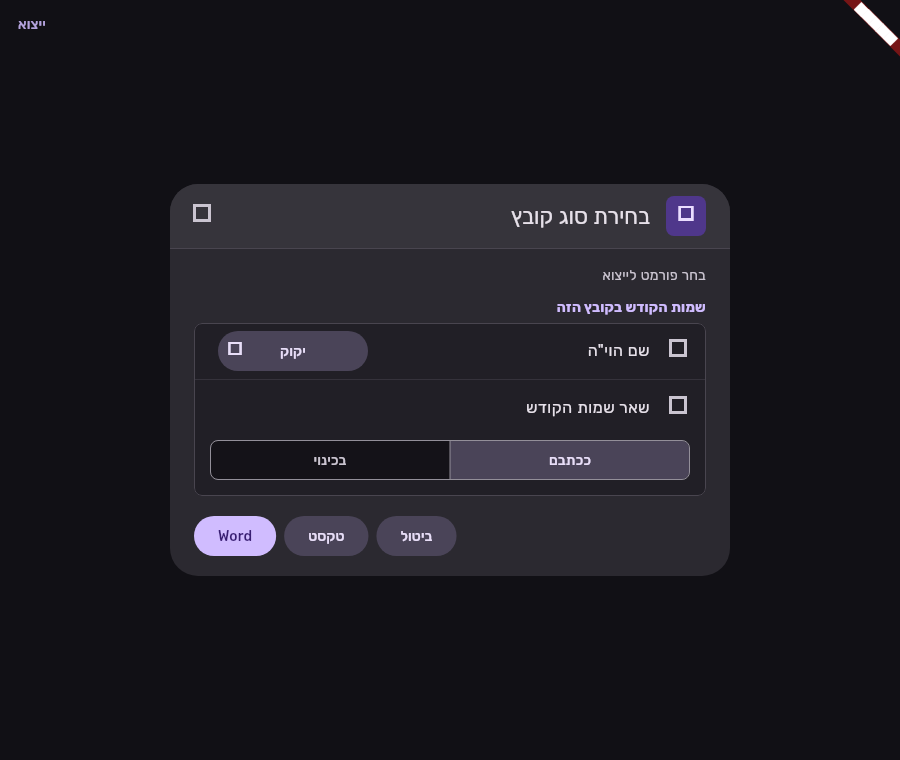 ייצוא
בחירת סוג קובץ
בחר פורמט לייצוא
שמות הקודש בקובץ הזה
שם הוי"ה
יקוק
שאר שמות הקודש
ככתבם
בכינוי
ביטול
טקסט
Word